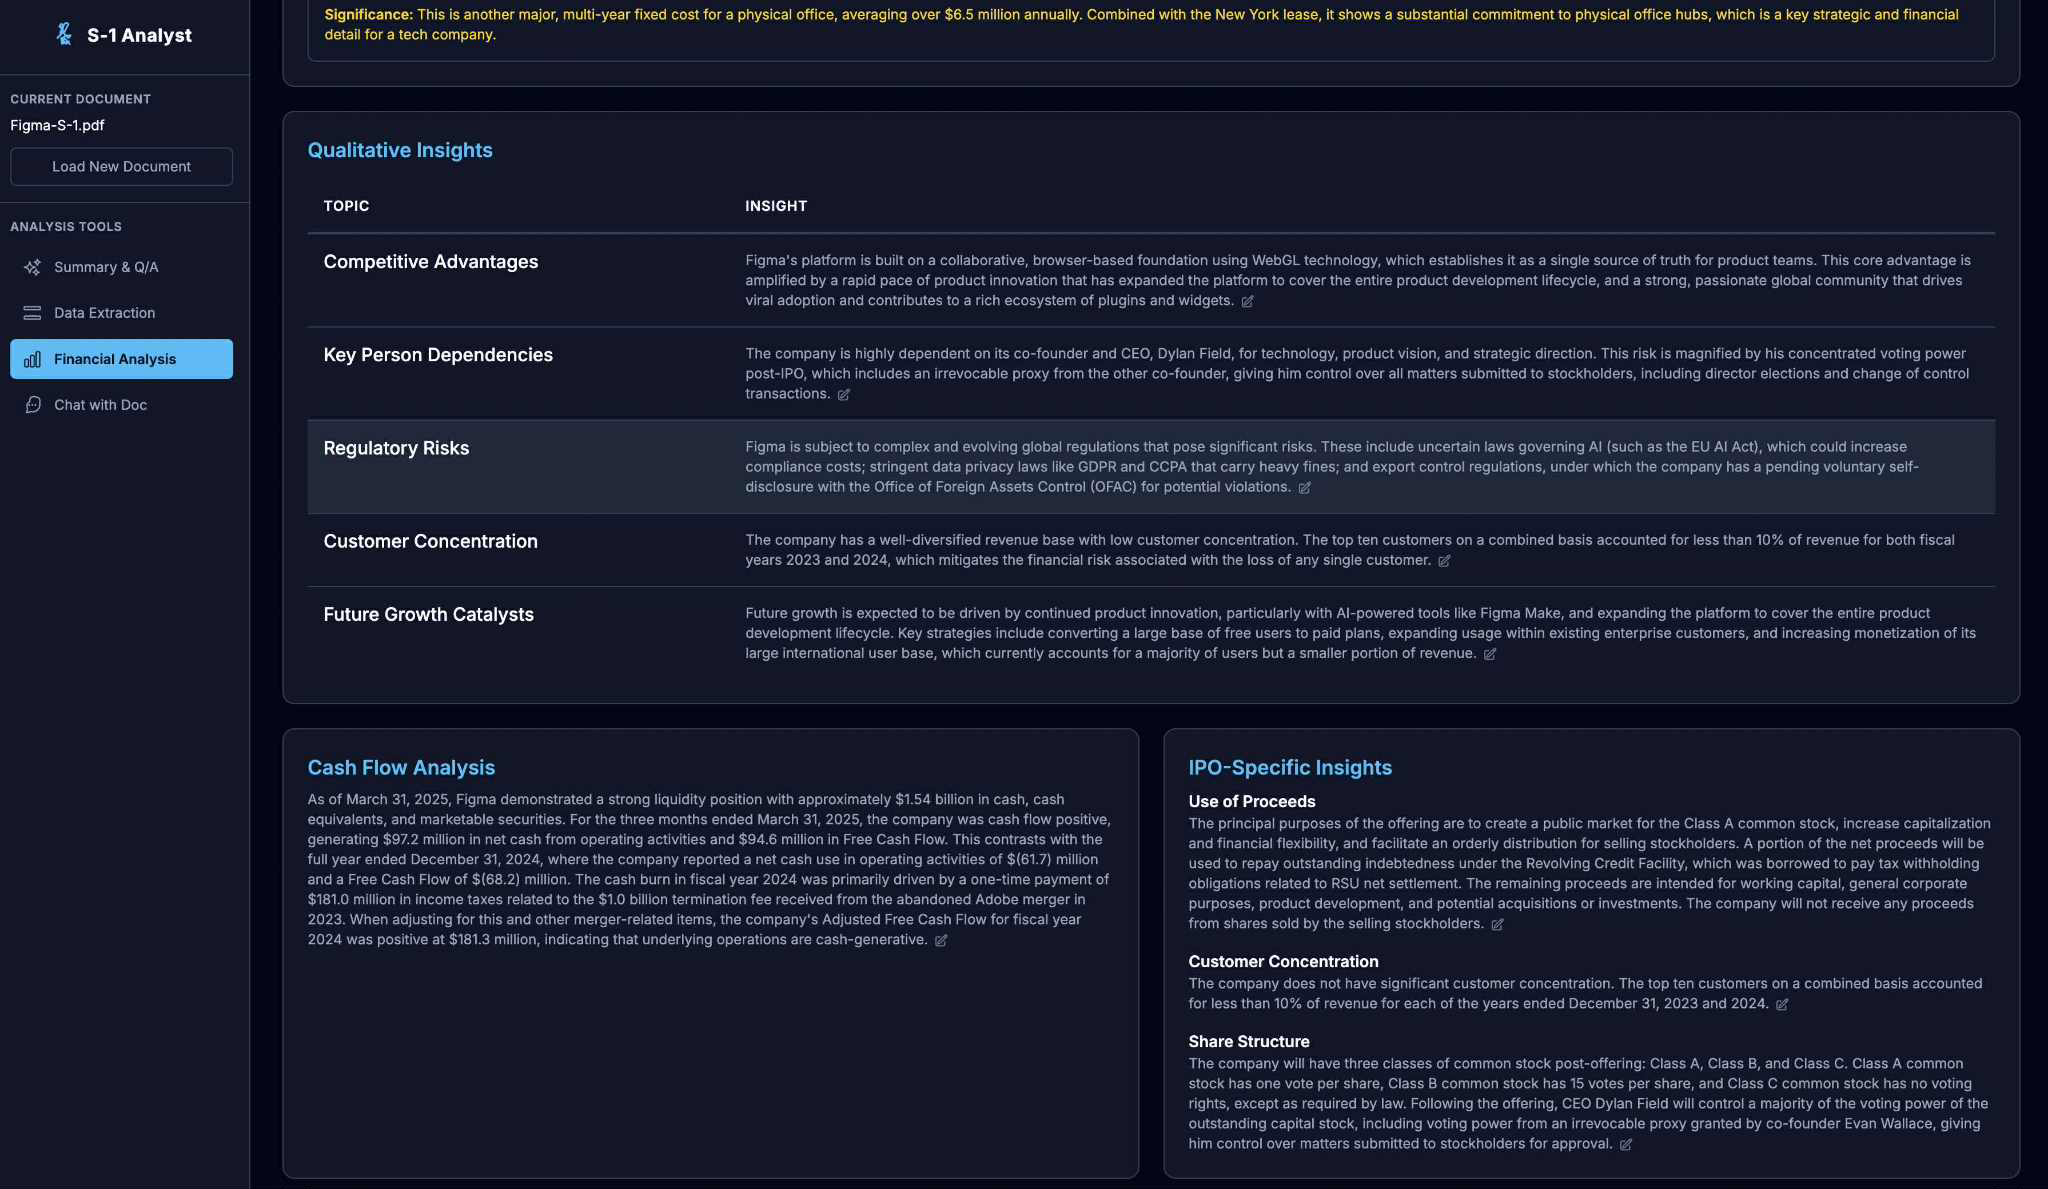 S-1 Analyst
CURRENT DOCUMENT
Figma-S-1.pdf
Load New Document
ANALYSIS TOOLS
Summary & Q/A
Data Extraction
Financial Analysis
Chat with Doc
Significance: This is another major, multi-year fixed cost for a physical office, averaging over $6.5 million annually. Combined with the New York lease, it shows a substantial commitment to physical office hubs, which is a key strategic and financial
detail for a tech company.
Qualitative Insights
TOPIC
INSIGHT
Competitive Advantages
Figma's platform is built on a collaborative, browser-based foundation using WebGL technology, which establishes it as a single source of truth for product teams. This core advantage is
amplified by a rapid pace of product innovation that has expanded the platform to cover the entire product development lifecycle, and a strong, passionate global community that drives
viral adoption and contributes to a rich ecosystem of plugins and widgets.
Key Person Dependencies
The company is highly dependent on its co-founder and CEO, Dylan Field, for technology, product vision, and strategic direction. This risk is magnified by his concentrated voting power
post-IPO, which includes an irrevocable proxy from the other co-founder, giving him control over all matters submitted to stockholders, including director elections and change of control
transactions.
Regulatory Risks
Figma is subject to complex and evolving global regulations that pose significant risks. These include uncertain laws governing AI (such as the EU AI Act), which could increase
compliance costs; stringent data privacy laws like GDPR and CCPA that carry heavy fines; and export control regulations, under which the company has a pending voluntary self-
disclosure with the Office of Foreign Assets Control (OFAC) for potential violations.
Customer Concentration
The company has a well-diversified revenue base with low customer concentration. The top ten customers on a combined basis accounted for less than 10% of revenue for both fiscal
years 2023 and 2024, which mitigates the financial risk associated with the loss of any single customer.
Future Growth Catalysts
Future growth is expected to be driven by continued product innovation, particularly with AI-powered tools like Figma Make, and expanding the platform to cover the entire product
development lifecycle. Key strategies include converting a large base of free users to paid plans, expanding usage within existing enterprise customers, and increasing monetization of its
large international user base, which currently accounts for a majority of users but a smaller portion of revenue.
Cash Flow Analysis
As of March 31, 2025, Figma demonstrated a strong liquidity position with approximately $1.54 billion in cash, cash
equivalents, and marketable securities. For the three months ended March 31, 2025, the company was cash flow positive,
generating $97.2 million in net cash from operating activities and $94.6 million in Free Cash Flow. This contrasts with the
full year ended December 31, 2024, where the company reported a net cash use in operating activities of $(61.7) million
and a Free Cash Flow of $(68.2) million. The cash burn in fiscal year 2024 was primarily driven by a one-time payment of
$181.0 million in income taxes related to the $1.0 billion termination fee received from the abandoned Adobe merger in
2023. When adjusting for this and other merger-related items, the company's Adjusted Free Cash Flow for fiscal year
2024 was positive at $181.3 million, indicating that underlying operations are cash-generative.
IPO-Specific Insights
Use of Proceeds
The principal purposes of the offering are to create a public market for the Class A common stock, increase capitalization
and financial flexibility, and facilitate an orderly distribution for selling stockholders. A portion of the net proceeds will be
used to repay outstanding indebtedness under the Revolving Credit Facility, which was borrowed to pay tax withholding
obligations related to RSU net settlement. The remaining proceeds are intended for working capital, general corporate
purposes, product development, and potential acquisitions or investments. The company will not receive any proceeds
from shares sold by the selling stockholders.
Customer Concentration
The company does not have significant customer concentration. The top ten customers on a combined basis accounted
for less than 10% of revenue for each of the years ended December 31, 2023 and 2024.
Share Structure
The company will have three classes of common stock post-offering: Class A, Class B, and Class C. Class A common
stock has one vote per share, Class B common stock has 15 votes per share, and Class C common stock has no voting
rights, except as required by law. Following the offering, CEO Dylan Field will control a majority of the voting power of the
outstanding capital stock, including voting power from an irrevocable proxy granted by co-founder Evan Wallace, giving
him control over matters submitted to stockholders for approval.